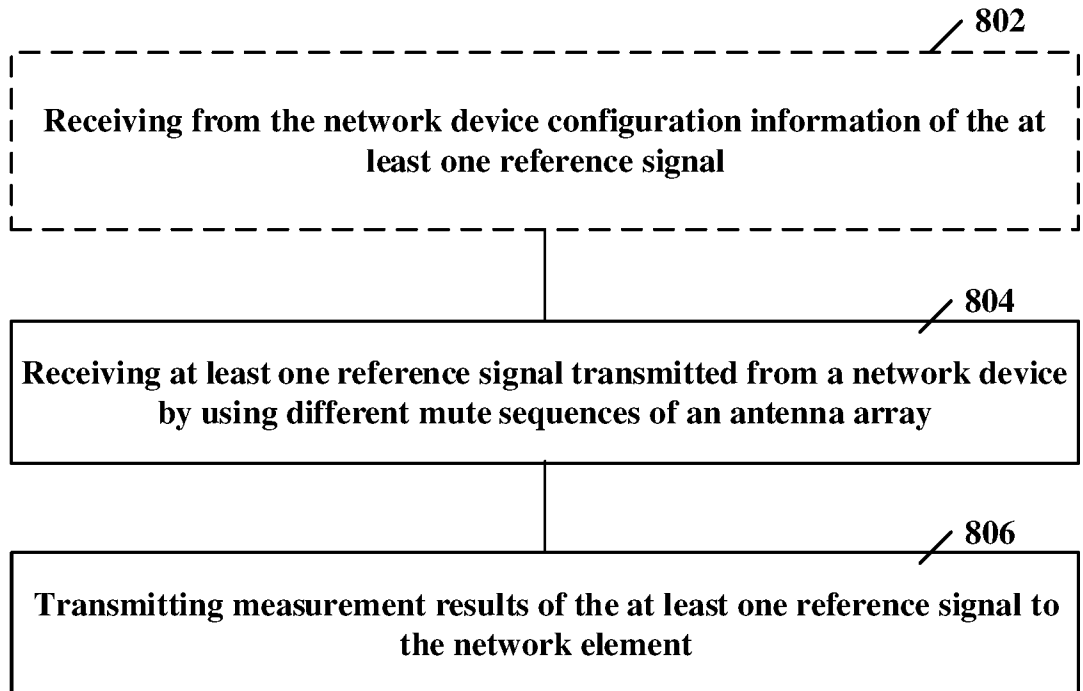 802
Receiving from the network device configuration information of the at
least one reference signal
804
Receiving at least one reference signal transmitted from a network device
by using different mute sequences of an antenna array
806
Transmitting measurement results of the at least one reference signal to
the network element